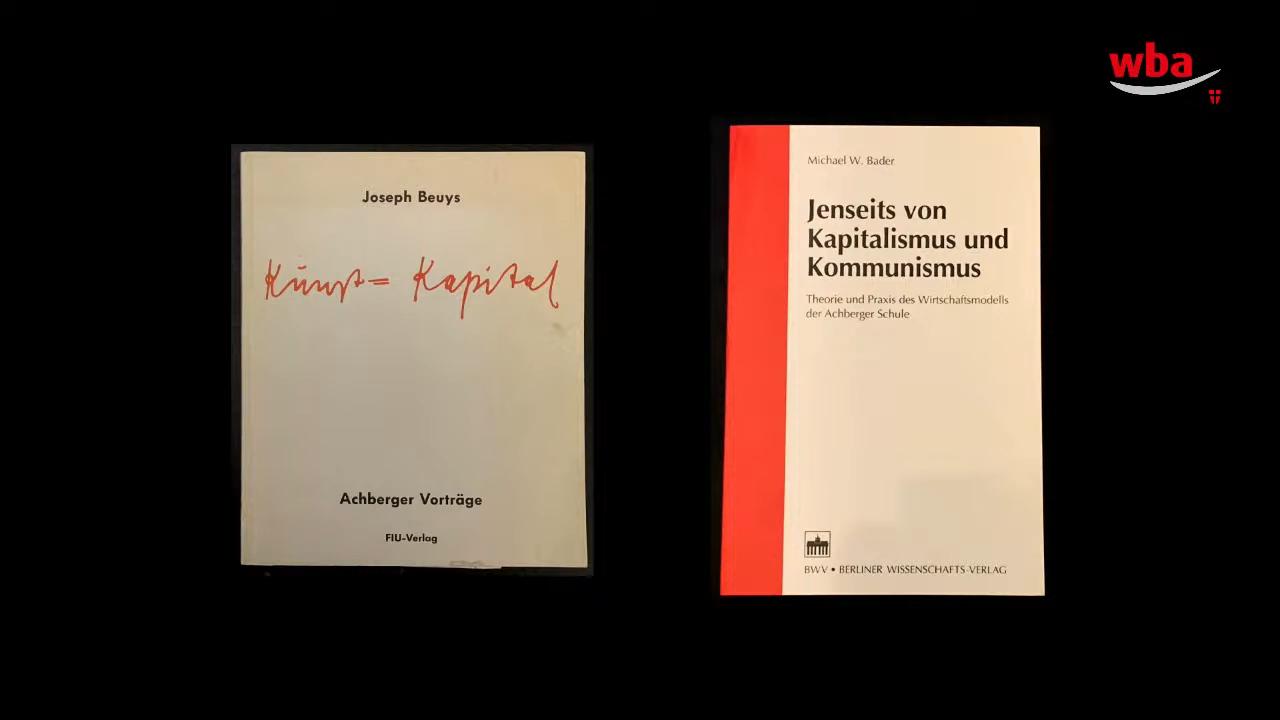 wba
Joseph Beuys
Kunst = Kapital
Achberger Vorträge
FIU-Verlag
Michael W. Bader
Jenseits von
Kapitalismus und
Kommunismus
Theorie und Praxis des Wirtschaftsmodells
der Achberger Schule
BWV • BERLINER WISSENSCHAFTS-VERLAG